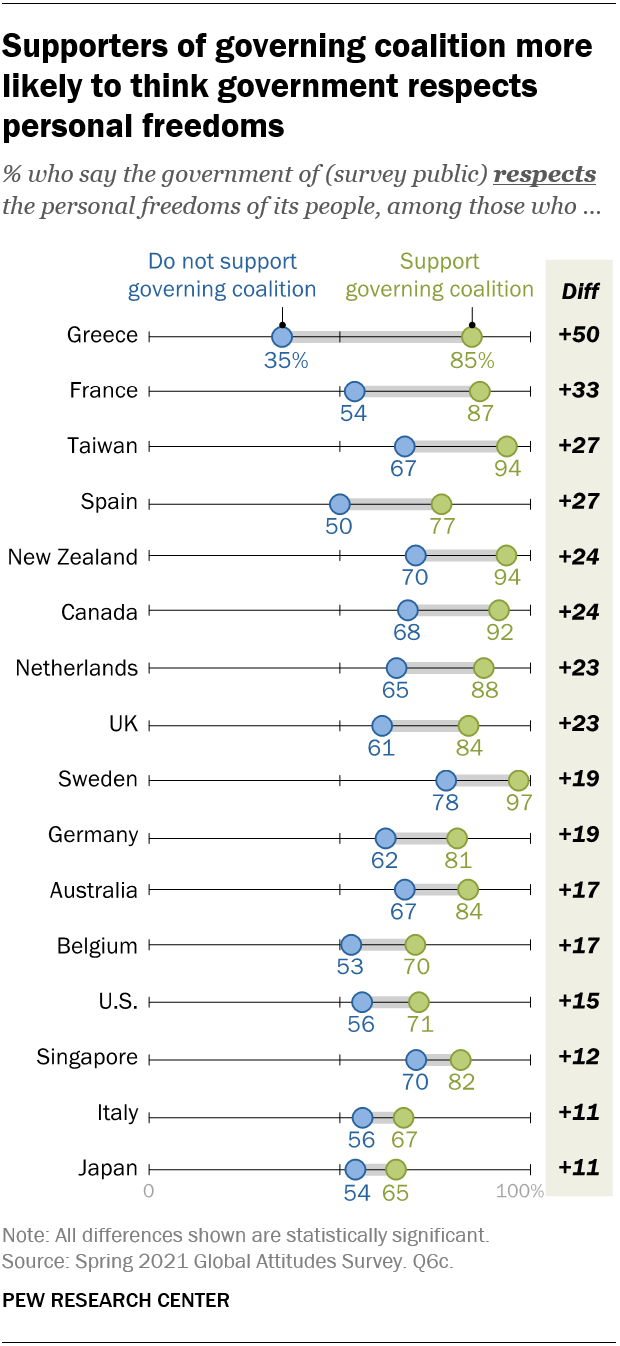 Supporters of governing coalition more
likely to think government respects
personal freedoms
% who say the government of (survey public) respects
the personal freedoms of its people, among those who ...
Do not support
governing coalition
Support
governing coalition
Diff
Greece 35% 85% +50
France 54 87 +33
Taiwan 67 94 +27
Spain 50 77 +27
New Zealand 70 94 +24
Canada 68 92 +24
Netherlands 65 88 +23
UK 61 84 +23
Sweden 78 97 +19
Germany 62 81 +19
Australia 67 84 +17
Belgium 53 70 +17
U.S. 56 71 +15
Singapore 70 82 +12
Italy 56 67 +11
Japan 54 65 +11
0 100%
Note: All differences shown are statistically significant.
Source: Spring 2021 Global Attitudes Survey. Q6c.
PEW RESEARCH CENTER